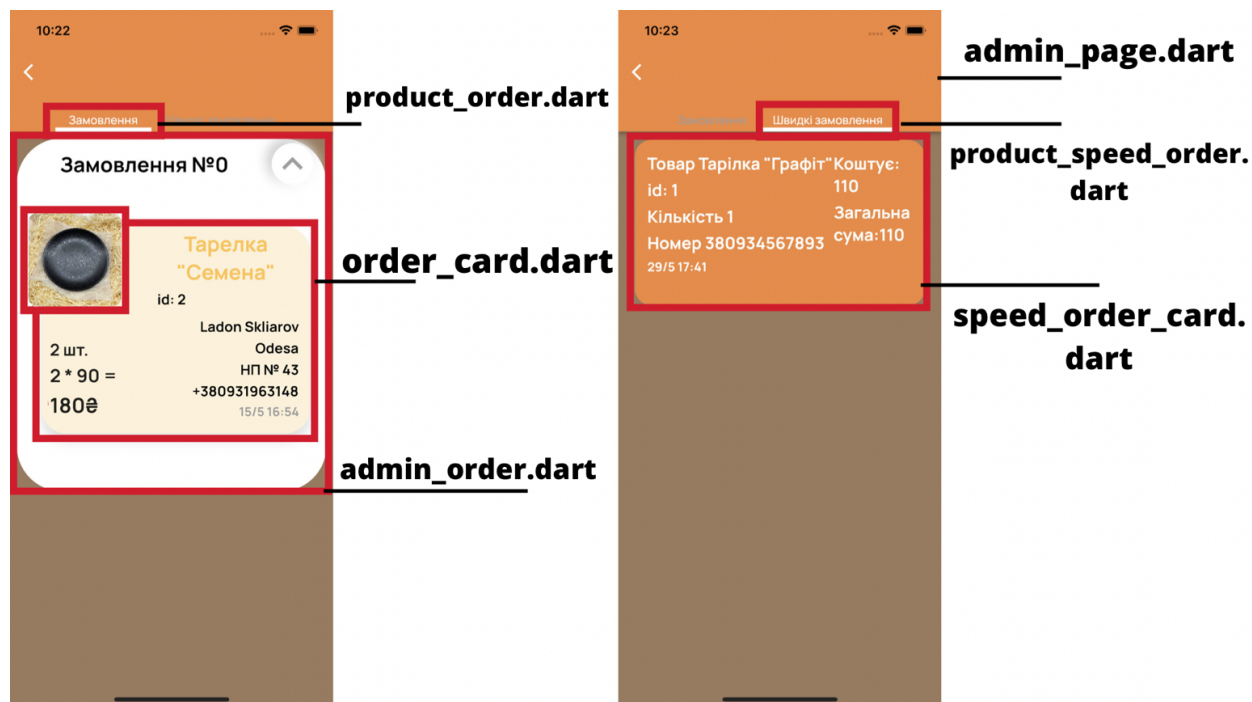 10:22
product_order.dart
Замовлення
Замовлення №0
Тарелка
"Семена"
id: 2
order_card.dart
Ladon Skliarov
Odesa
НП № 43
+380931963148
15/5 16:54
2 шт.
2 * 90 =
180₴
admin_order.dart
10:23
admin_page.dart
Швидкі замовлення
product_speed_order.
dart
Товар Тарілка "Графіт"
id: 1
Кількість 1
Номер 380934567893
29/5 17:41
Коштує:
110
Загальна
сума:110
speed_order_card.
dart